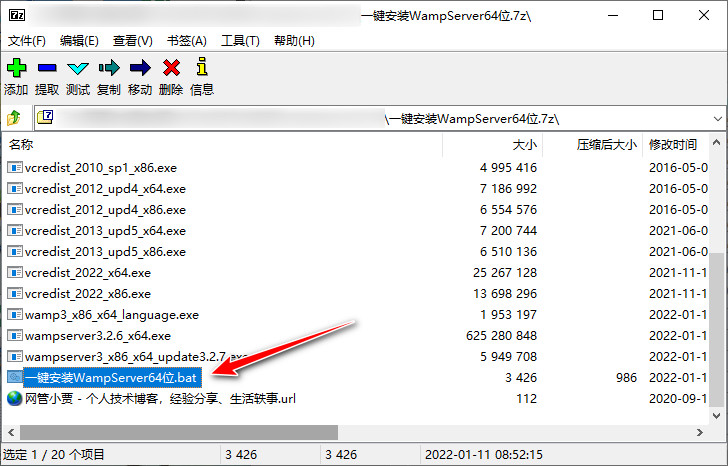 7z 一键安装WampServer64位.7z\
文件(F) 编辑(E) 查看(V) 书签(A) 工具(T) 帮助(H)
添加 提取 测试 复制 移动 删除 信息
7 \一键安装WampServer64位.7z\
名称 大小 压缩后大小 修改时间
vcredist_2010_sp1_x86.exe 4 995 416 2016-05-0
vcredist_2012_upd4_x64.exe 7 186 992 2016-05-0
vcredist_2012_upd4_x86.exe 6 554 576 2016-05-0
vcredist_2013_upd5_x64.exe 7 200 744 2021-06-0
vcredist_2013_upd5_x86.exe 6 510 136 2021-06-0
vcredist_2022_x64.exe 25 267 128 2021-11-1
vcredist_2022_x86.exe 13 698 296 2021-11-1
wamp3_x86_x64_language.exe 1 953 197 2022-01-1
wampserver3.2.6_x64.exe 625 280 848 2022-01-1
wampserver3_x86_x64_update3.2.7.exe 5 949 708 2022-01-1
一键安装WampServer64位.bat 3 426 986 2022-01-1
网管小贾 - 个人技术博客，经验分享、生活轶事.url 112 2020-09-1
选定 1 / 20 个项目 3 426 3 426 2022-01-11 08:52:15